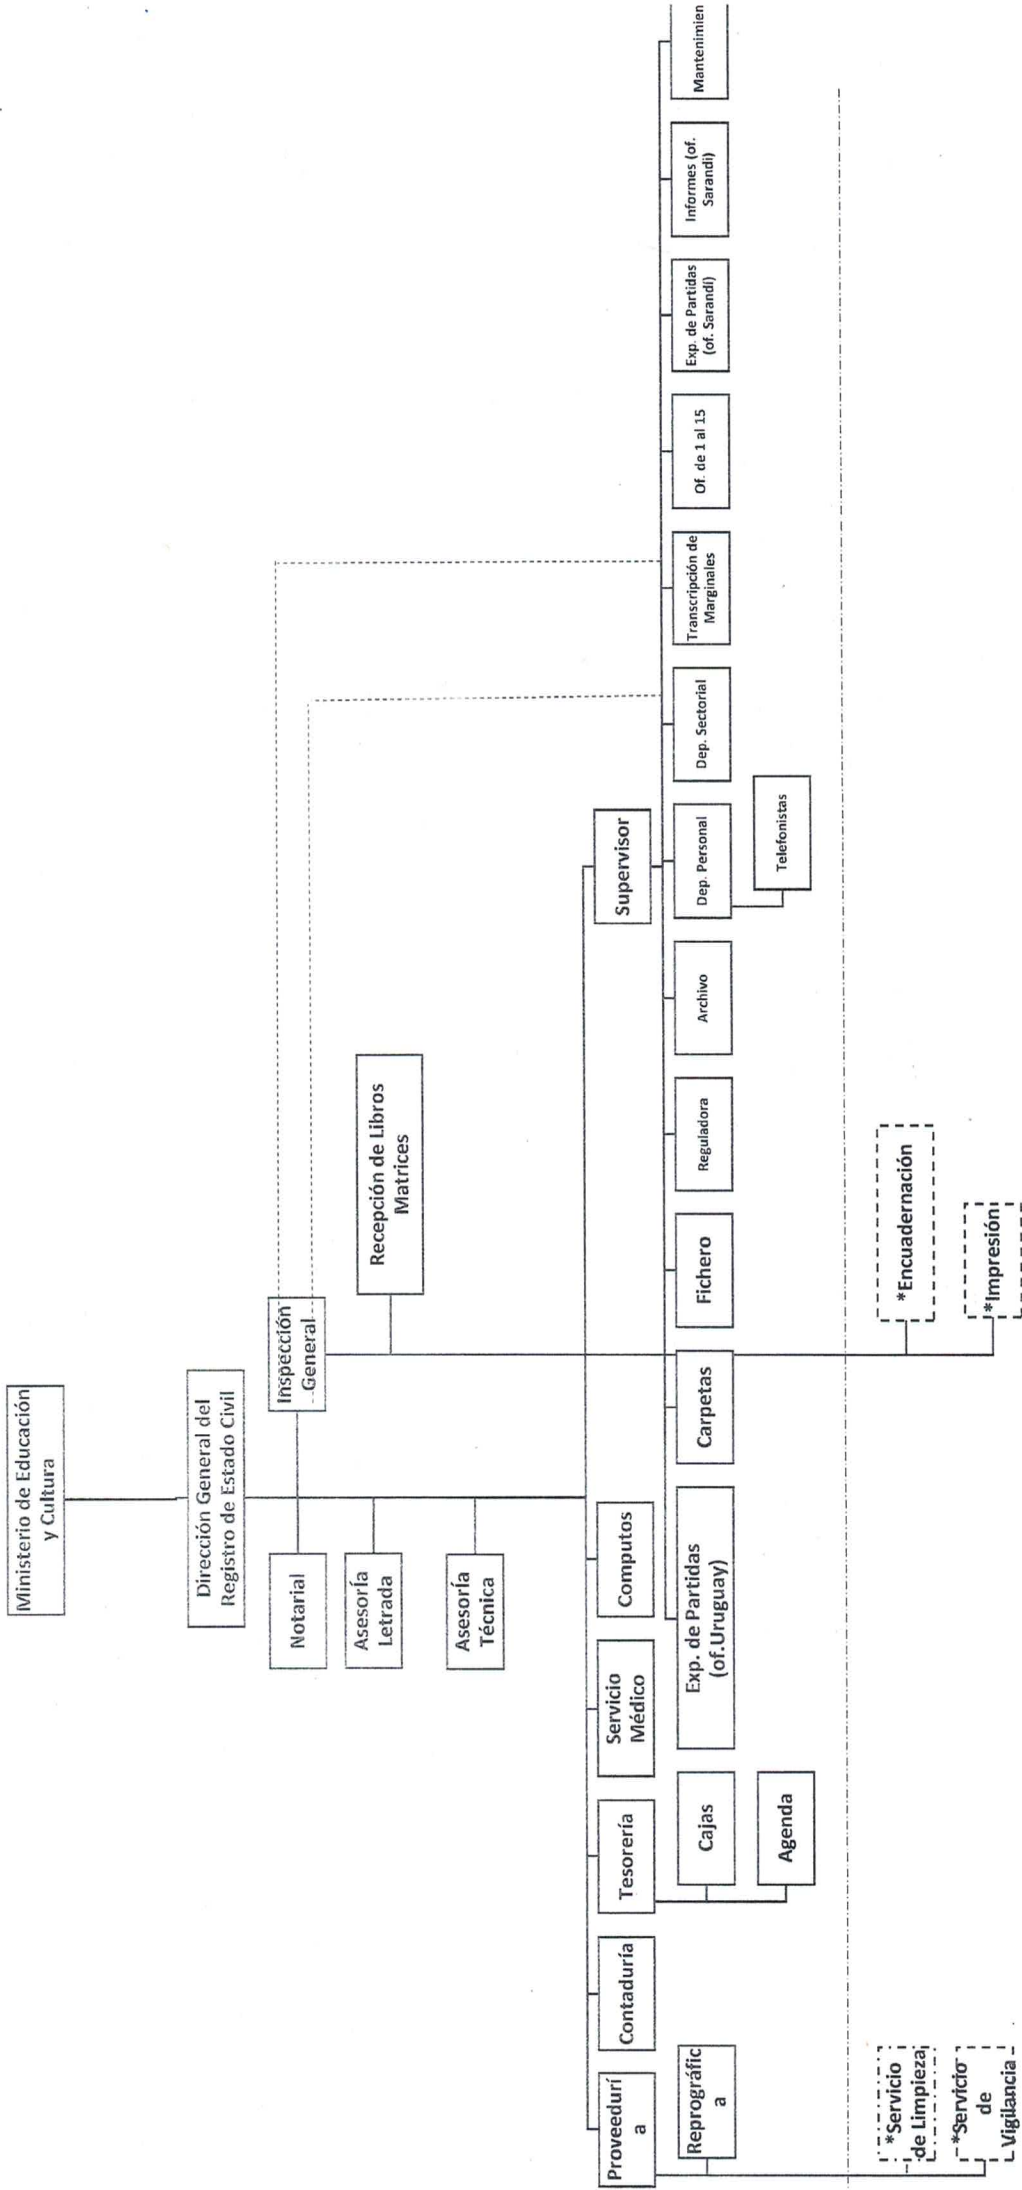 Ministerio de Educación
y Cultura
Dirección General del
Registro de Estado Civil
Notarial
Inspección
General
Asesoría
Letrada
Recepción de Libros
Matrices
Asesoría
Técnica
Proveedurí
a
Contaduría
Tesorería
Servicio
Médico
Computos
Supervisor
Reprográfic
a
Cajas
Exp. de Partidas
(of.Uruguay)
Carpetas
Fichero
Reguladora
Archivo
Dep. Personal
Dep. Sectorial
Transcripción de
Marginales
Of. de 1 al 15
Exp. de Partidas
(of. Sarandí)
Informes (of.
Sarandi)
Mantenimien
Agenda
Telefonistas
*Servicio
de Limpieza
*Encuadernación
*Servicio
de
Vigilancia
*Impresión